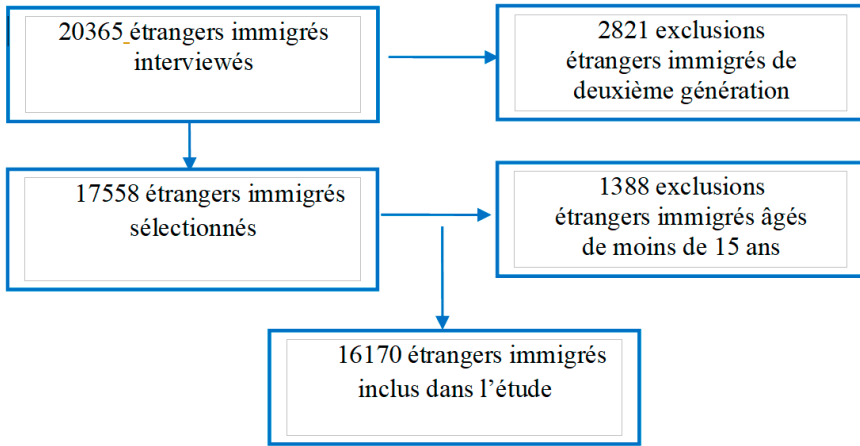 20365 étrangers immigrés
interviewés
2821 exclusions
étrangers immigrés de
deuxième génération
17558 étrangers immigrés
sélectionnés
1388 exclusions
étrangers immigrés âgés
de moins de 15 ans
16170 étrangers immigrés
inclus dans l’étude